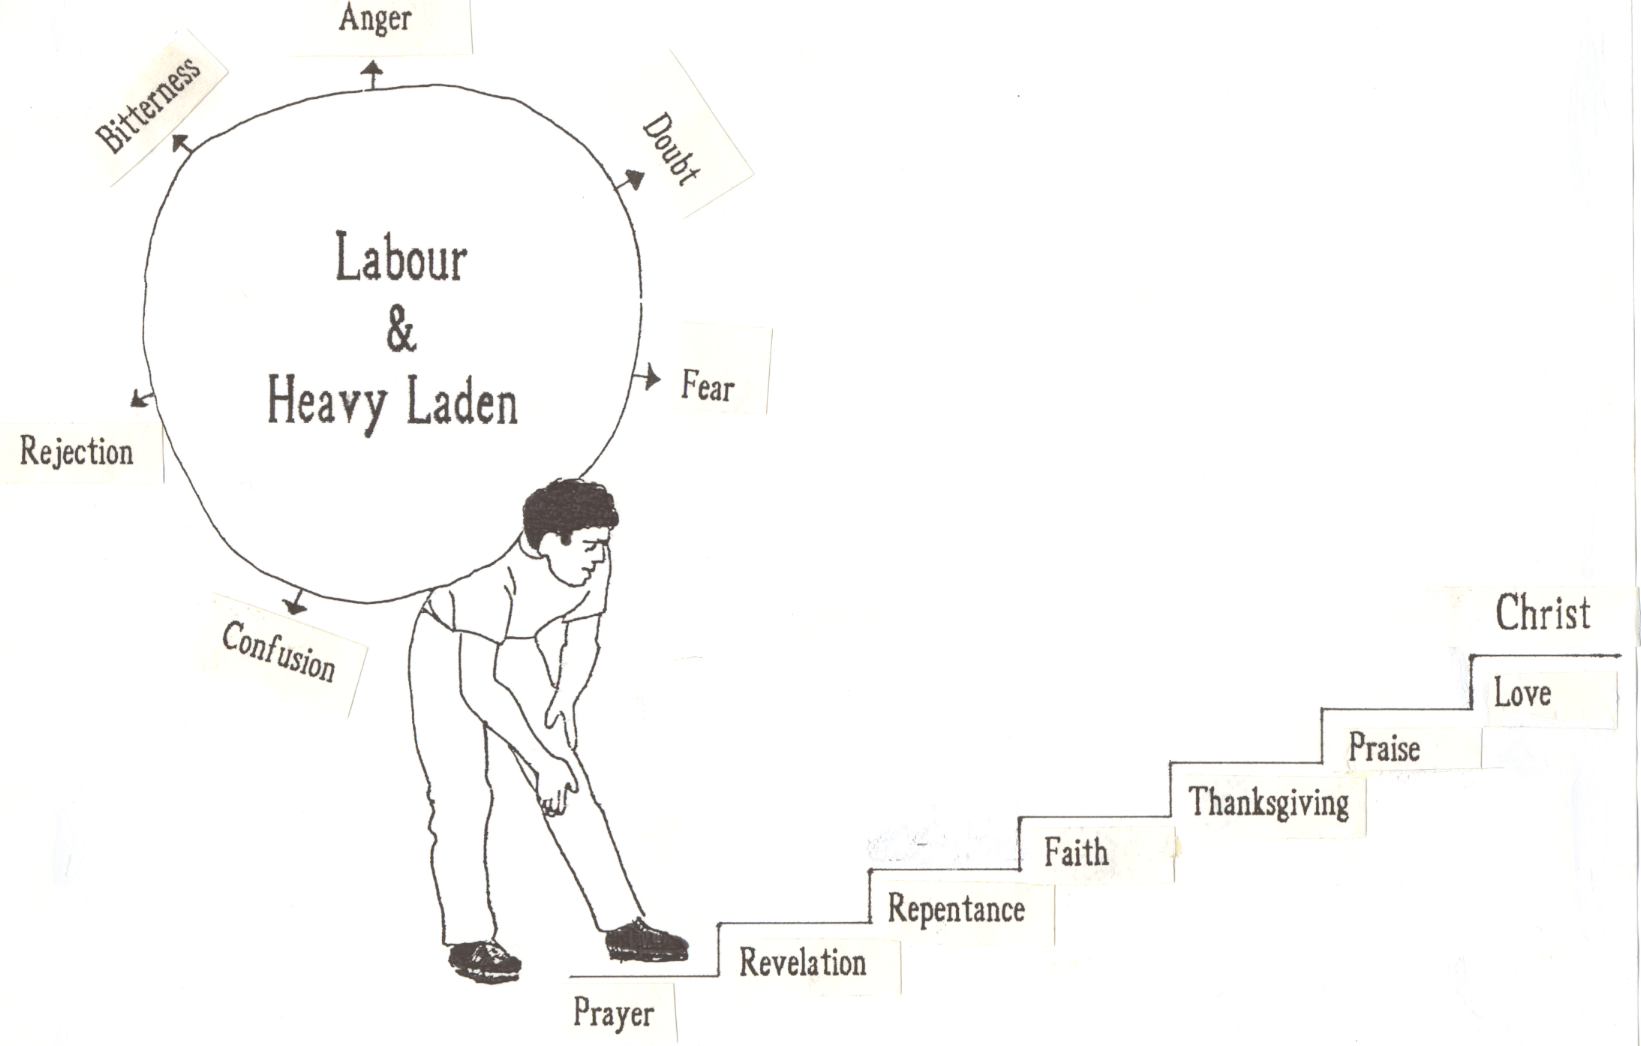 Anger
Bitterness
Doubt
Labour
&
Heavy Laden
Fear
Rejection
Confusion
Christ
Love
Praise
Thanksgiving
Faith
Repentance
Revelation
Prayer